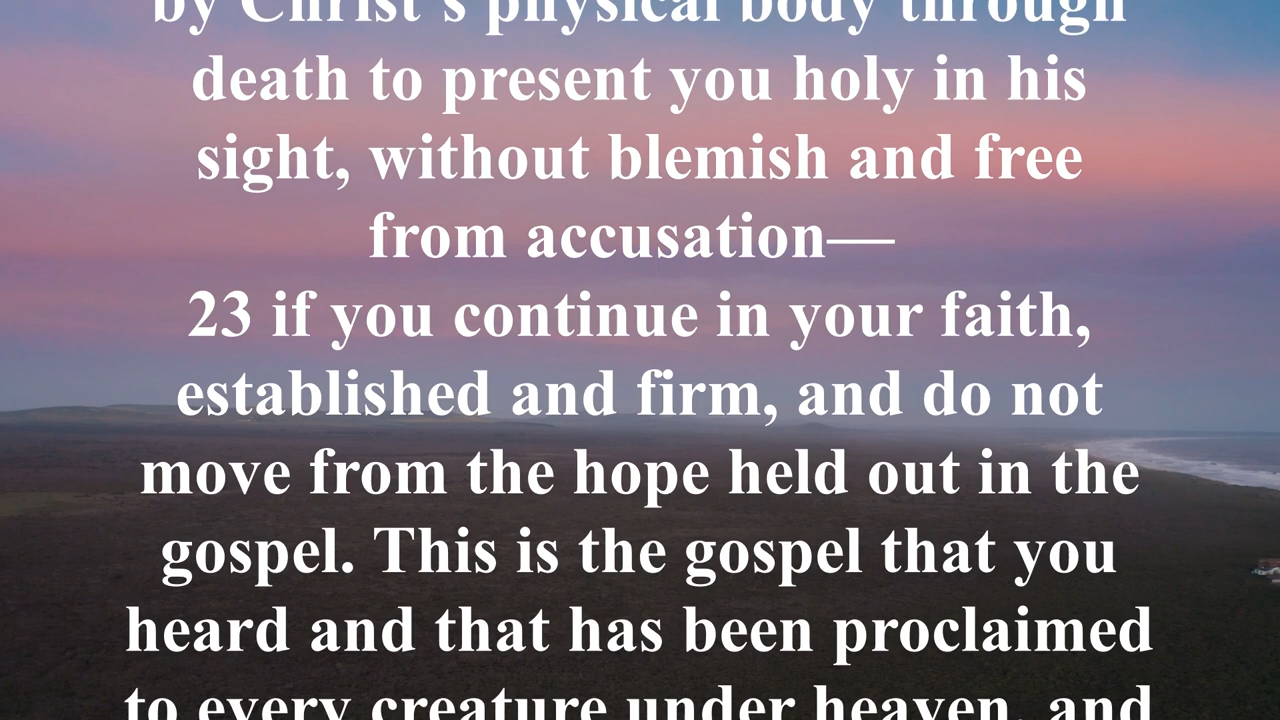 by Christ's physical body through
death to present you holy in his
sight, without blemish and free
from accusation—
23 if you continue in your faith,
established and firm, and do not
move from the hope held out in the
gospel. This is the gospel that you
heard and that has been proclaimed
to every creature under heaven, and